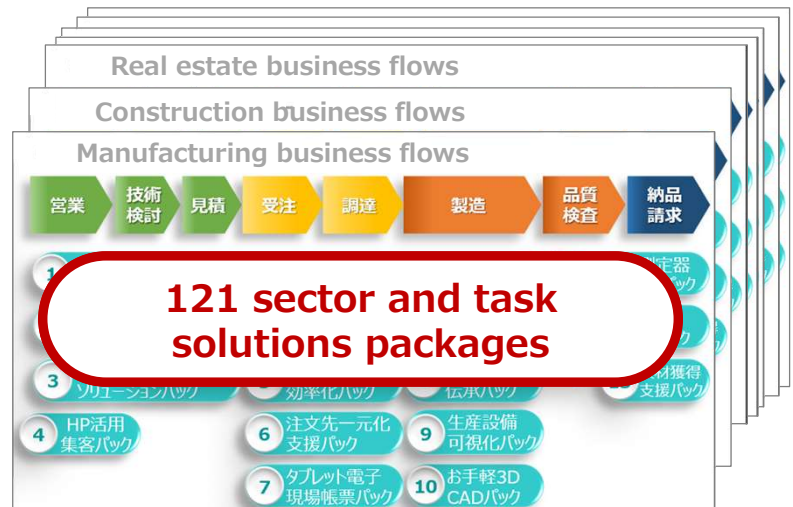 Real estate business flows
Construction business flows
Manufacturing business flows
営業
技術
検討
見積
受注
調達
製造
品質
検査
納品
請求
1
121 sector and task
solutions packages
3
ソリューションパック
効率化パック
伝承パック
支援パック
4
HP活用
集客パック
6
注文先一元化
支援パック
9
生産設備
可視化パック
7
タブレット電子
現場帳票パック
10
お手軽3D
CADパック